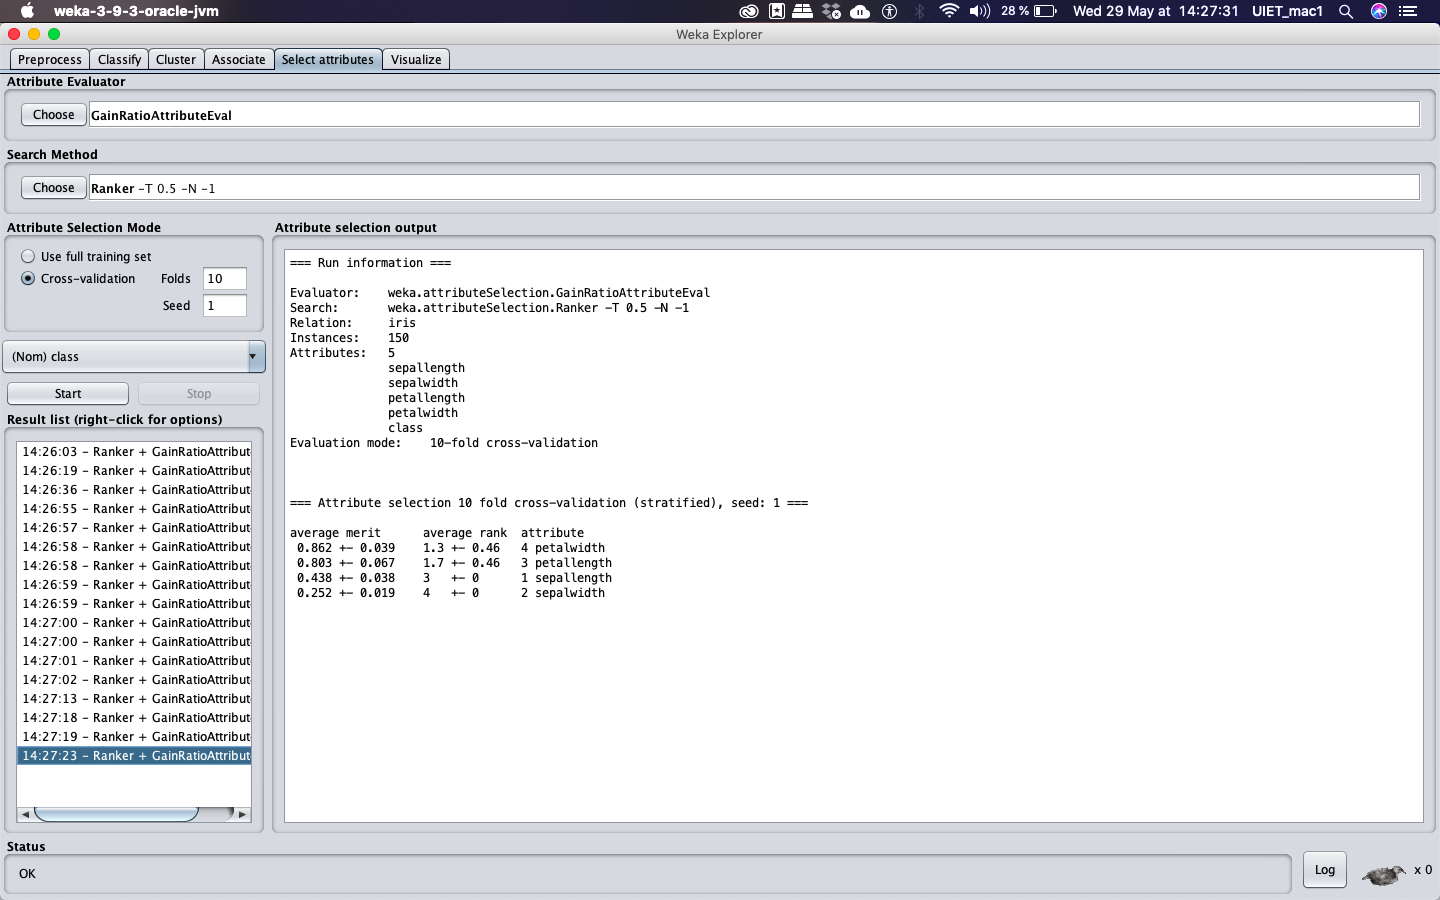 weka-3-9-3-oracle-jvm 28 % Wed 29 May at 14:27:31 UIET_mac1
Weka Explorer
Preprocess Classify Cluster Associate Select attributes Visualize
Attribute Evaluator
Choose GainRatioAttributeEval
Search Method
Choose Ranker -T 0.5 -N -1
Attribute Selection Mode
Use full training set
Cross-validation Folds 10
Seed 1
(Nom) class
Start Stop
Result list (right-click for options)
14:26:03 - Ranker + GainRatioAttribut
14:26:19 - Ranker + GainRatioAttribut
14:26:36 - Ranker + GainRatioAttribut
14:26:55 - Ranker + GainRatioAttribut
14:26:57 - Ranker + GainRatioAttribut
14:26:58 - Ranker + GainRatioAttribut
14:26:58 - Ranker + GainRatioAttribut
14:26:59 - Ranker + GainRatioAttribut
14:26:59 - Ranker + GainRatioAttribut
14:27:00 - Ranker + GainRatioAttribut
14:27:00 - Ranker + GainRatioAttribut
14:27:01 - Ranker + GainRatioAttribut
14:27:02 - Ranker + GainRatioAttribut
14:27:13 - Ranker + GainRatioAttribut
14:27:18 - Ranker + GainRatioAttribut
14:27:19 - Ranker + GainRatioAttribut
14:27:23 - Ranker + GainRatioAttribut
Attribute selection output
=== Run information ===
Evaluator: weka.attributeSelection.GainRatioAttributeEval
Search: weka.attributeSelection.Ranker -T 0.5 -N -1
Relation: iris
Instances: 150
Attributes: 5
sepallength
sepalwidth
petallength
petalwidth
class
Evaluation mode: 10-fold cross-validation
=== Attribute selection 10 fold cross-validation (stratified), seed: 1 ===
average merit average rank attribute
0.862 +- 0.039 1.3 +- 0.46 4 petalwidth
0.803 +- 0.067 1.7 +- 0.46 3 petallength
0.438 +- 0.038 3 +- 0 1 sepallength
0.252 +- 0.019 4 +- 0 2 sepalwidth
Status
OK
Log x 0